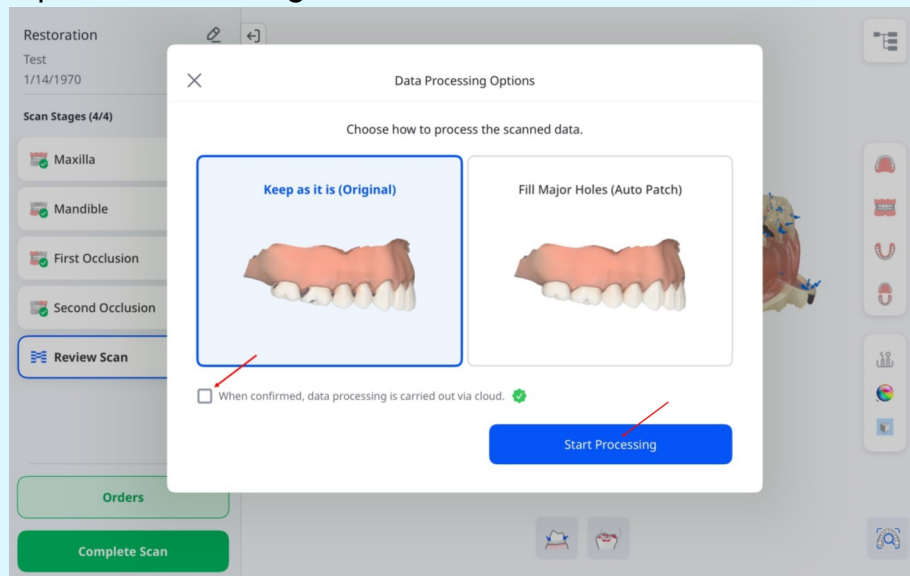 Restoration
Test
1/14/1970
Scan Stages (4/4)
Maxilla
Mandible
First Occlusion
Second Occlusion
Review Scan
Orders
Complete Scan
Data Processing Options
Choose how to process the scanned data.
Keep as it is (Original)
Fill Major Holes (Auto Patch)
When confirmed, data processing is carried out via cloud.
Start Processing